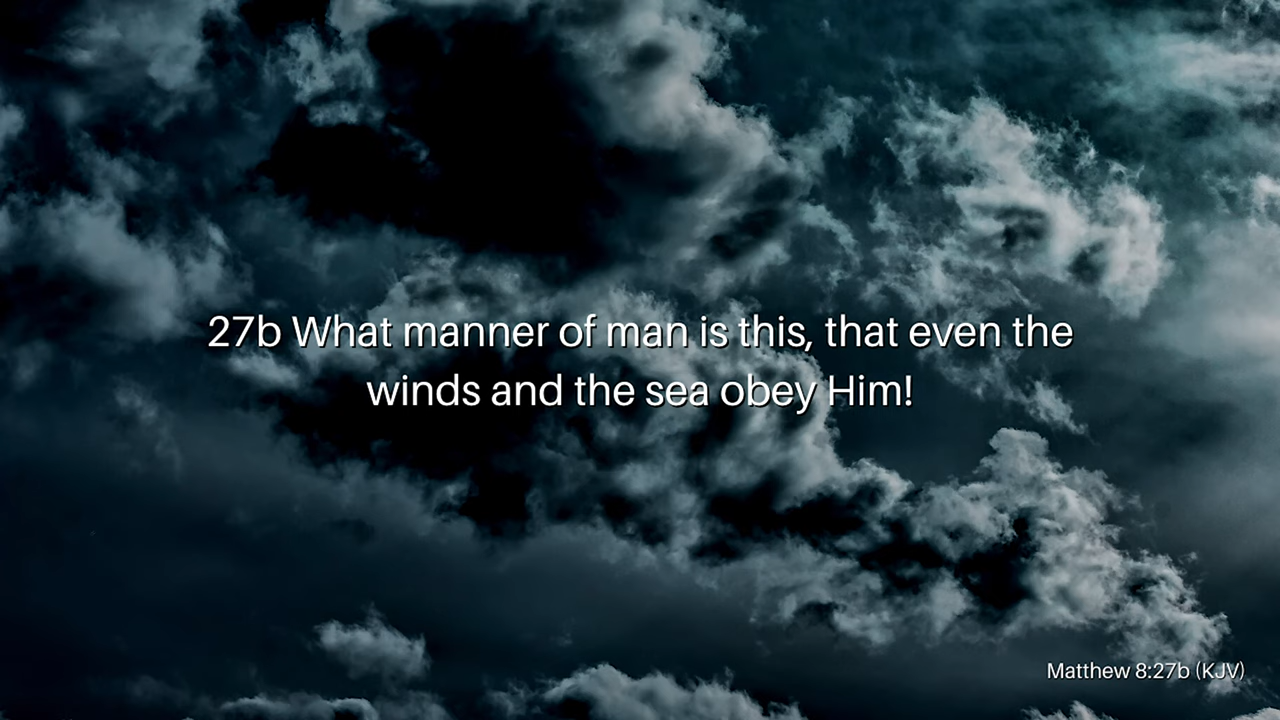 27b What manner of man is this, that even the
winds and the sea obey Him!
Matthew 8:27b (KJV)